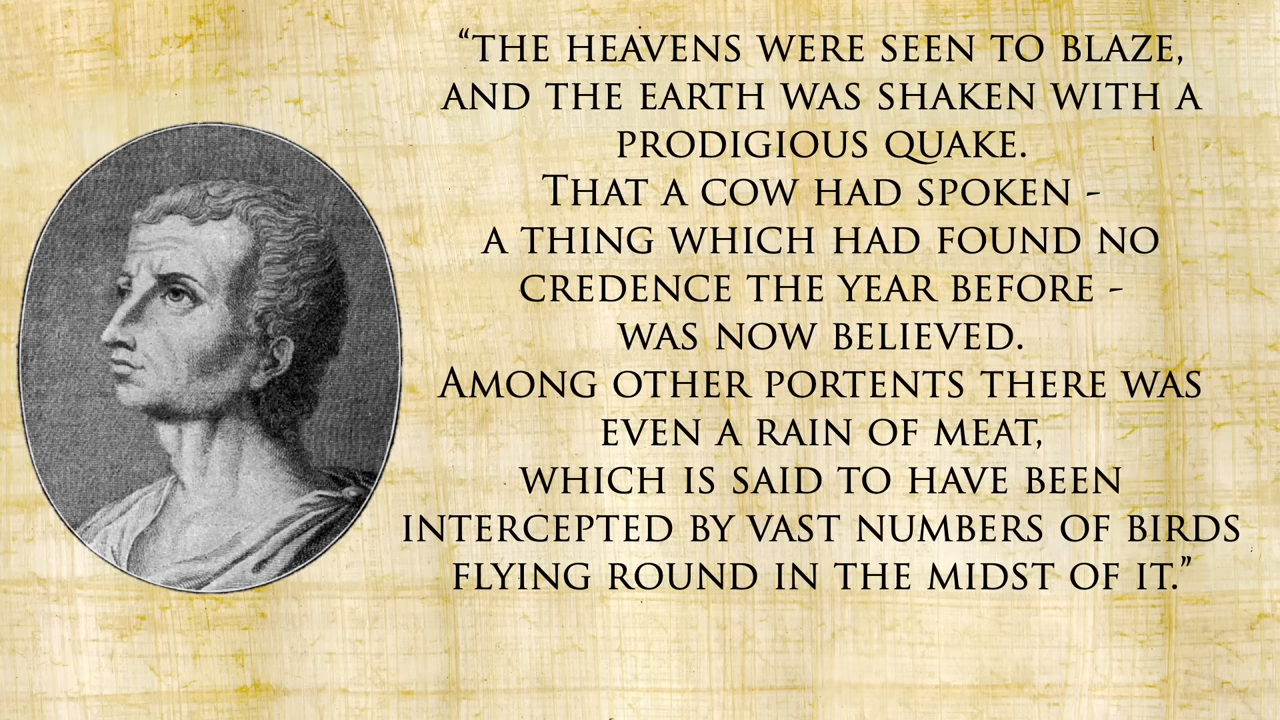 “THE HEAVENS WERE SEEN TO BLAZE,
AND THE EARTH WAS SHAKEN WITH A
PRODIGIOUS QUAKE.
THAT A COW HAD SPOKEN -
A THING WHICH HAD FOUND NO
CREDENCE THE YEAR BEFORE -
WAS NOW BELIEVED.
AMONG OTHER PORTENTS THERE WAS
EVEN A RAIN OF MEAT,
WHICH IS SAID TO HAVE BEEN
INTERCEPTED BY VAST NUMBERS OF BIRDS
FLYING ROUND IN THE MIDST OF IT.”